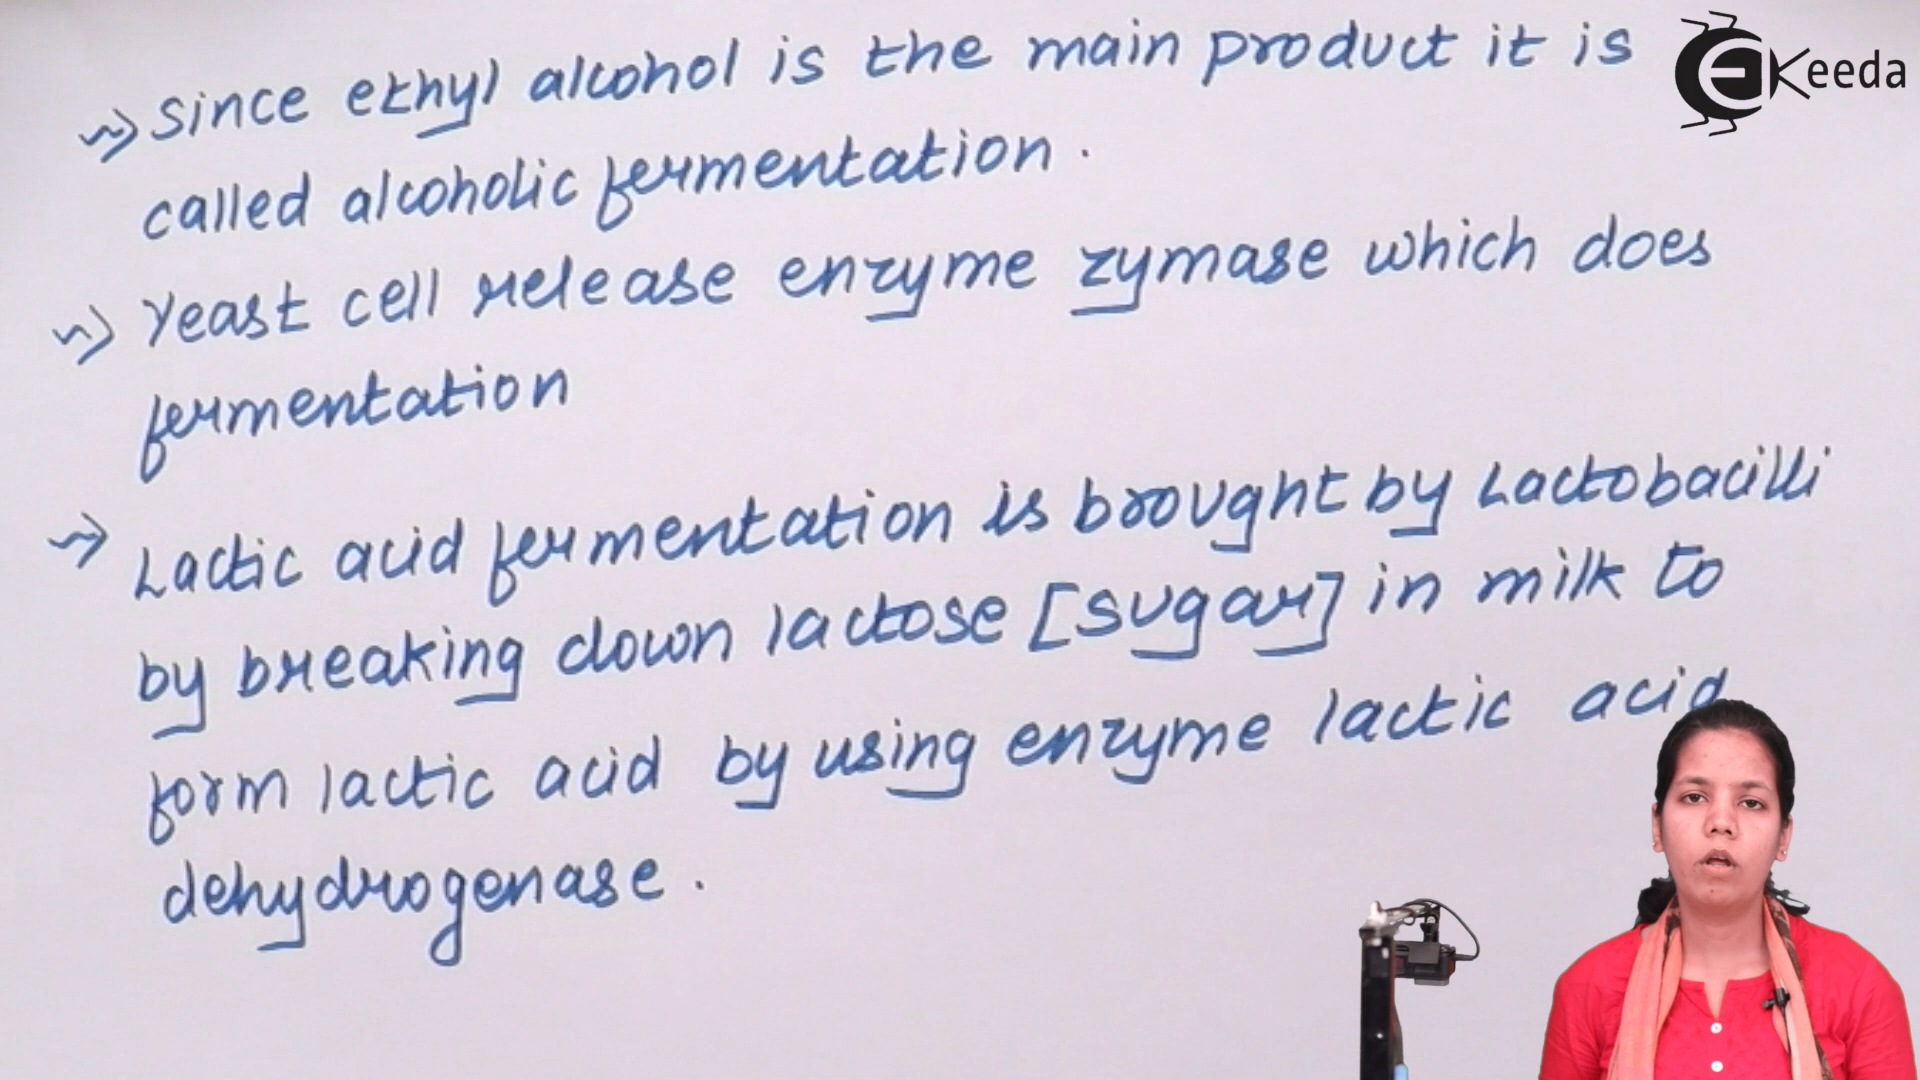 Since ethyl alcohol is the main product it is
called alcoholic fermentation.
Yeast cell release enzyme zymase which does
fermentation
Lactic acid fermentation is brought by Lactobacilli
by breaking down lactose [sugar] in milk to
form lactic acid by using enzyme lactic acid
dehydrogenase.
EKeeda